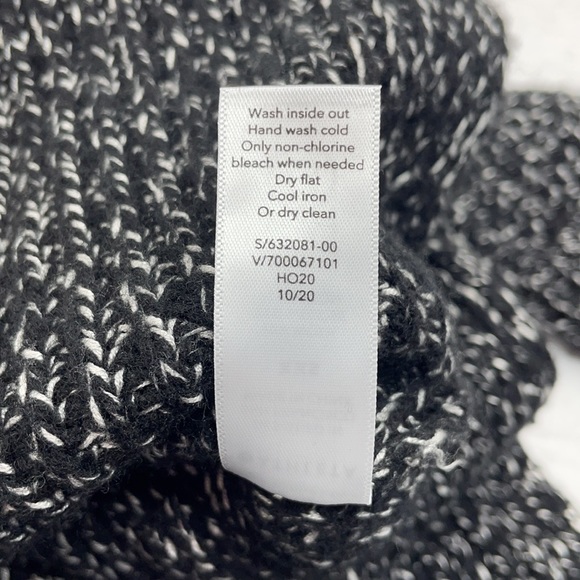 Wash inside out
Hand wash cold
Only non-chlorine
bleach when needed
Dry flat
Cool iron
Or dry clean
S/632081-00
V/700067101
HO20
10/20